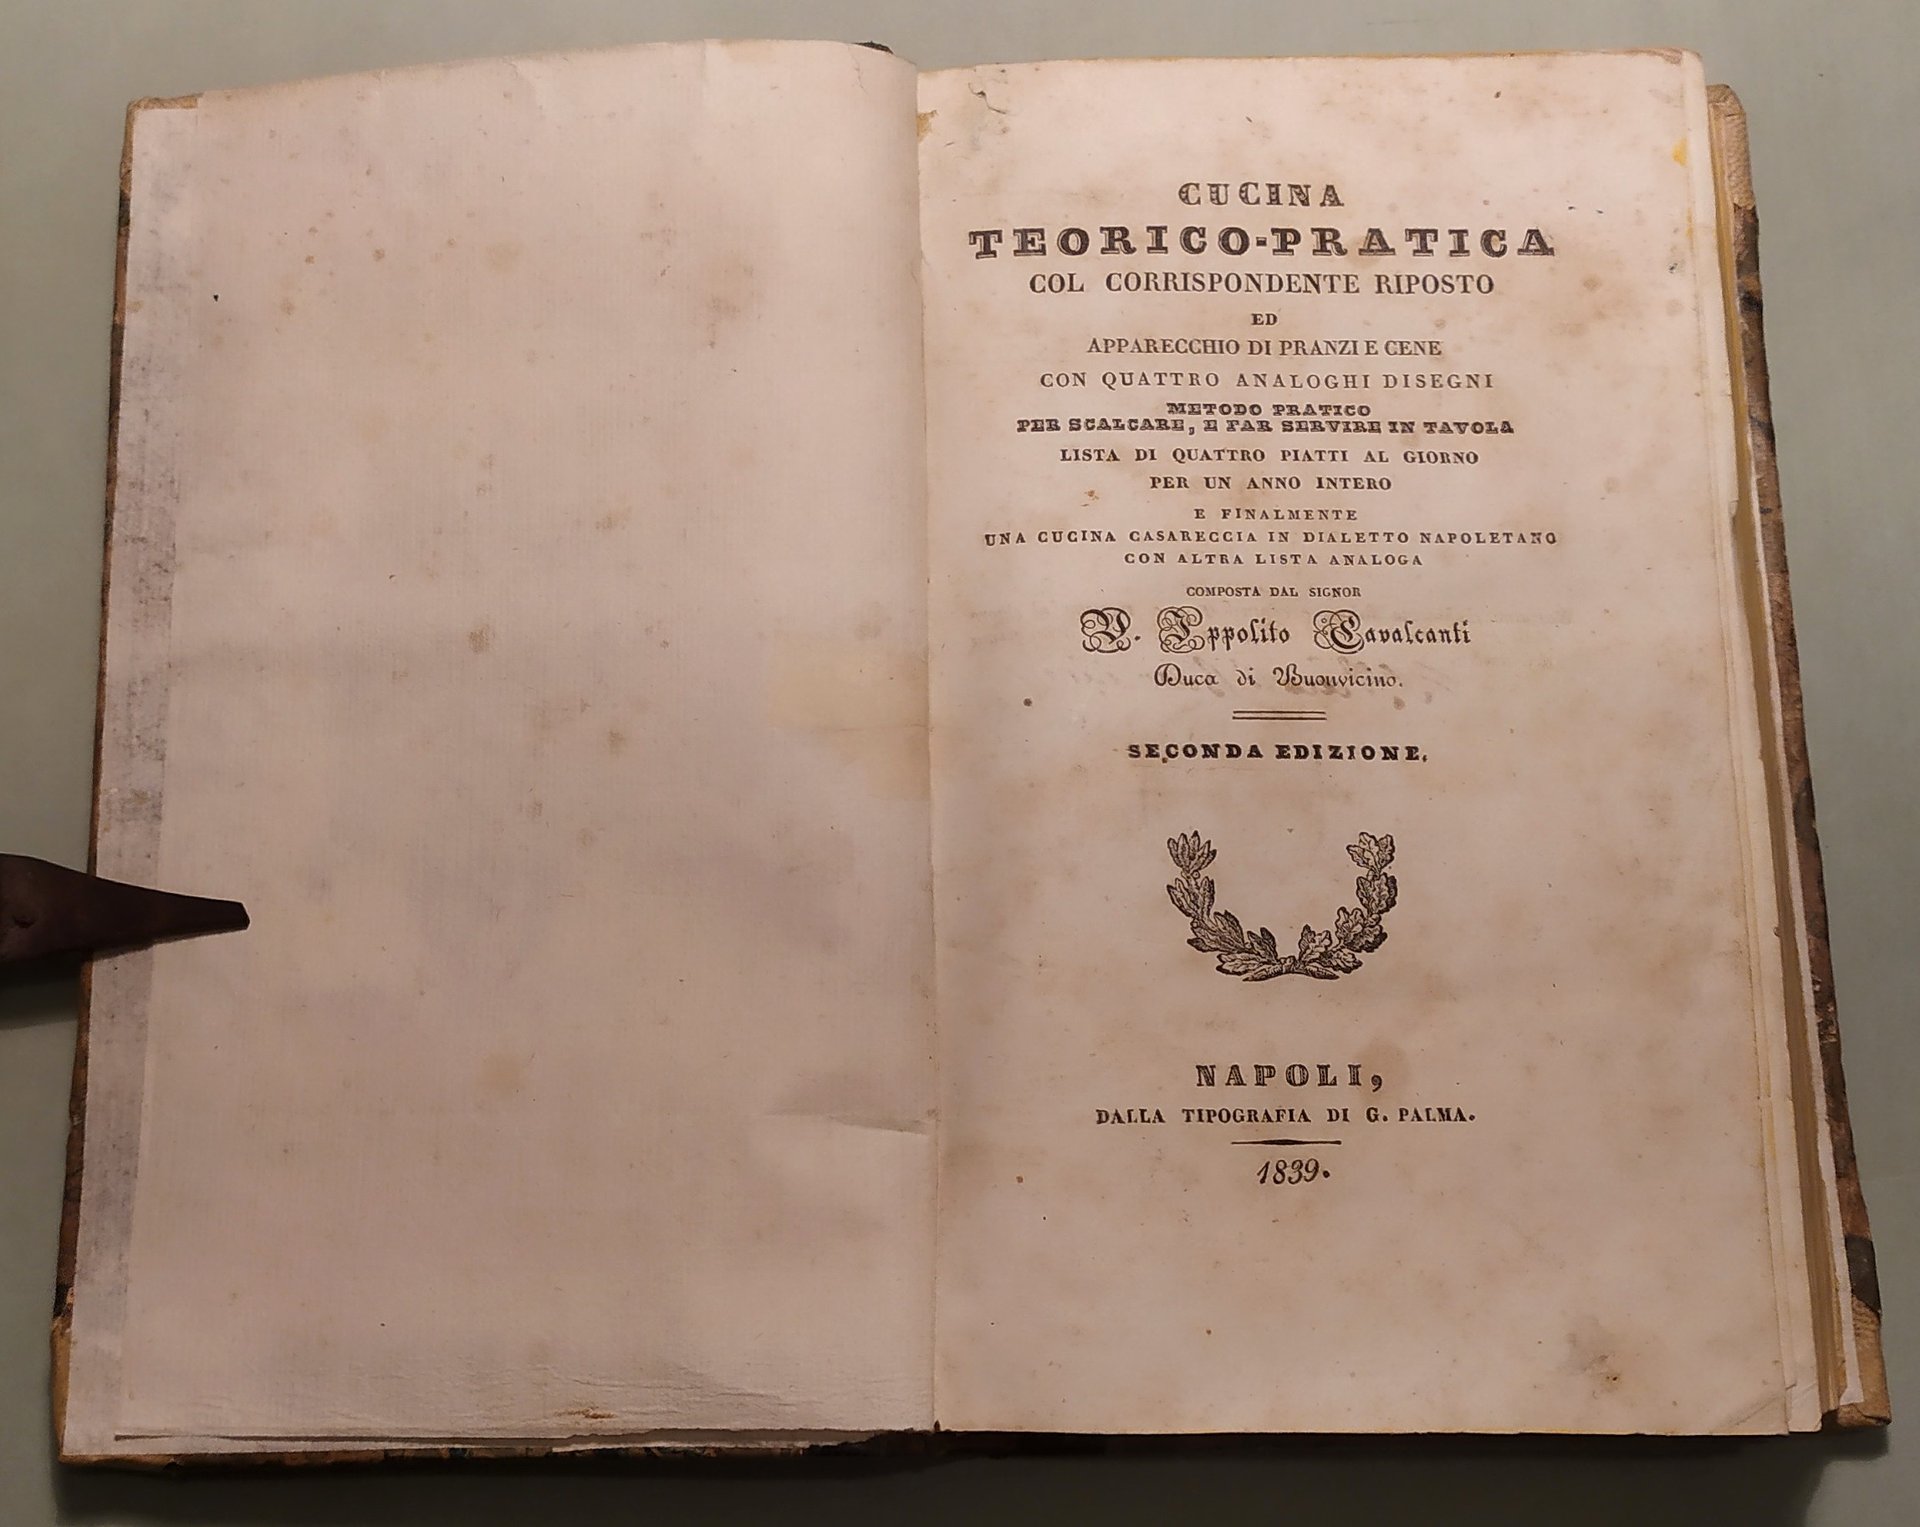 CUCINA
TEORICO-PRATICA
COL CORRISPONDENTE RIPOSTO
ED
APPARECCHIO DI PRANZI E CENE
CON QUATTRO ANALOGHI DISEGNI
METODO PRATICO
PER SCALCARE, E FAR SERVIRE IN TAVOLA
LISTA DI QUATTRO PIATTI AL GIORNO
PER UN ANNO INTERO
E FINALMENTE
UNA CUCINA CASARECCIA IN DIALETTO NAPOLETANO
CON ALTRA LISTA ANALOGA
COMPOSTA DAL SIGNOR
D. Ippolito Cavalcanti
Duca di Buonvicino.
SECONDA EDIZIONE.
NAPOLI,
DALLA TIPOGRAFIA DI G. PALMA.
1839.